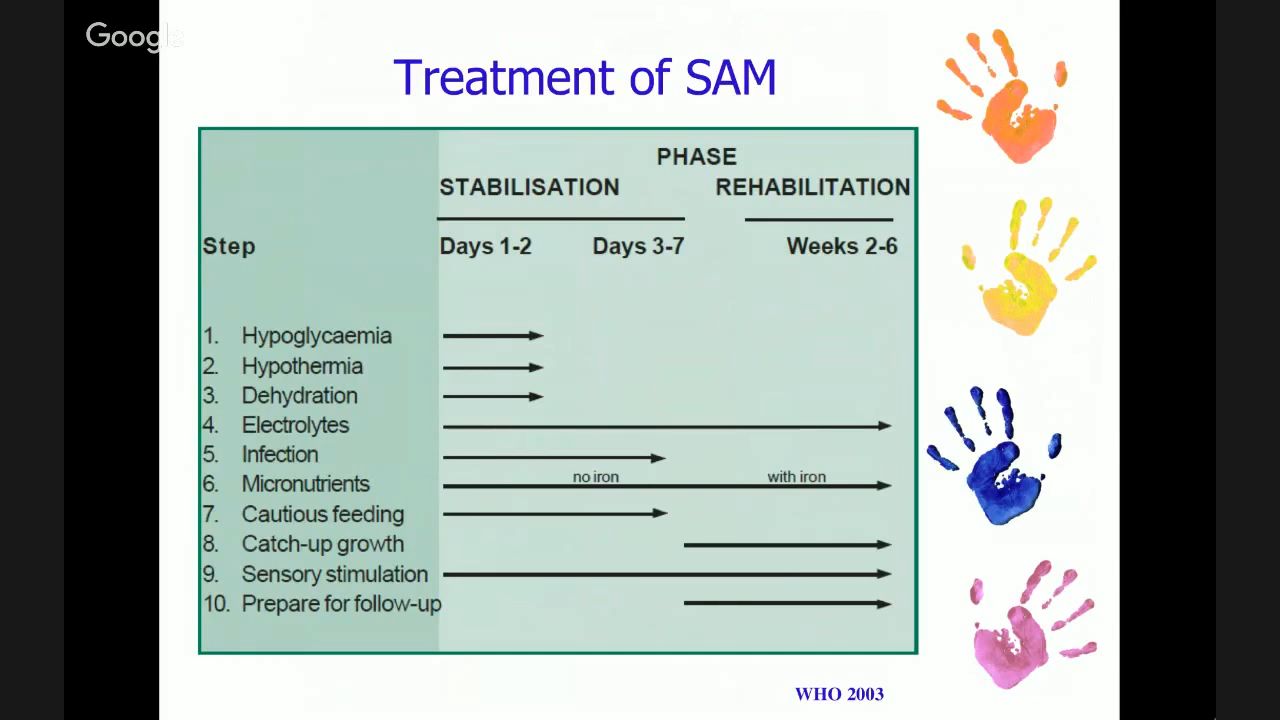 Google
Treatment of SAM
PHASE
STABILISATION REHABILITATION
Step Days 1-2 Days 3-7 Weeks 2-6
1. Hypoglycaemia
2. Hypothermia
3. Dehydration
4. Electrolytes
5. Infection
no iron with iron
6. Micronutrients
7. Cautious feeding
8. Catch-up growth
9. Sensory stimulation
10. Prepare for follow-up
WHO 2003